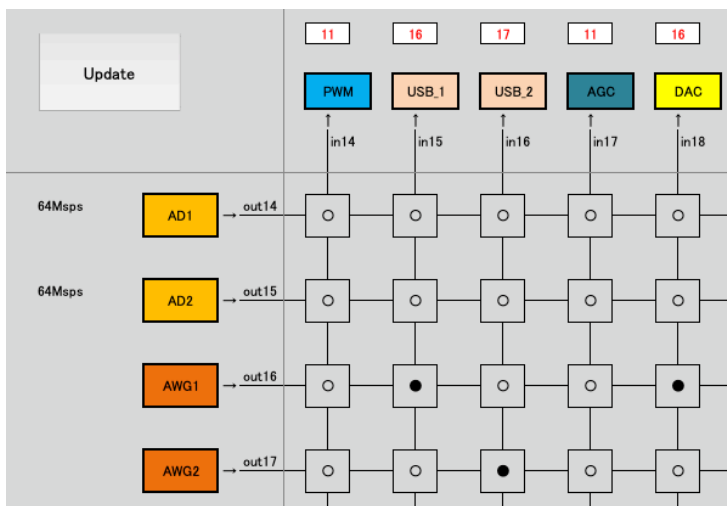 11 16 17 11 16
Update
PWM USB_1 USB_2 AGC DAC
in14 in15 in16 in17 in18
64Msps AD1 out14
64Msps AD2 out15
AWG1 out16
AWG2 out17